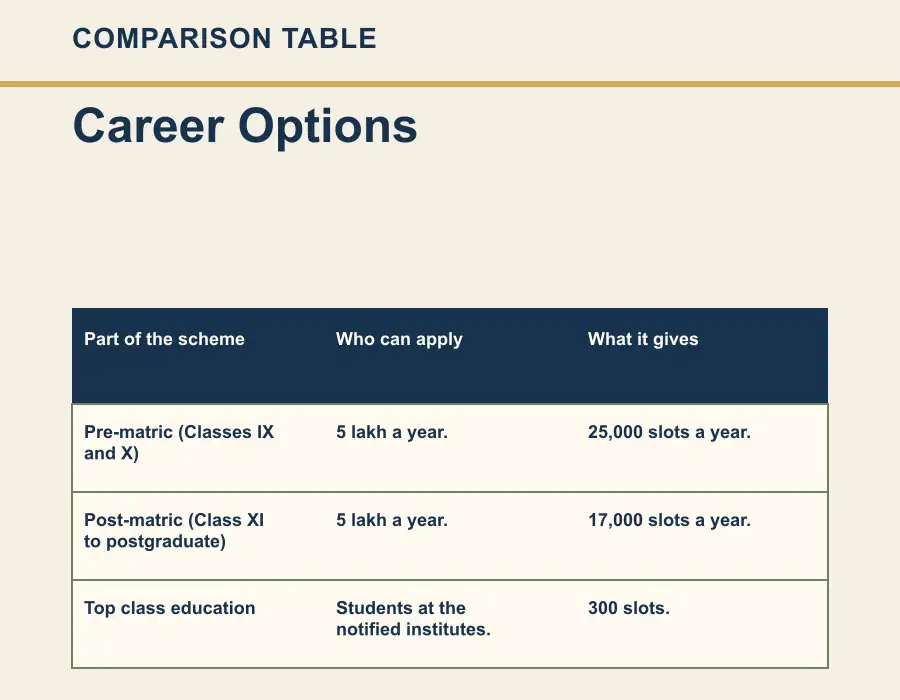 COMPARISON TABLE
Career Options
Part of the scheme
Who can apply
What it gives
Pre-matric (Classes IX
and X)
5 lakh a year.
25,000 slots a year.
Post-matric (Class XI
to postgraduate)
5 lakh a year.
17,000 slots a year.
Top class education
Students at the
notified institutes.
300 slots.